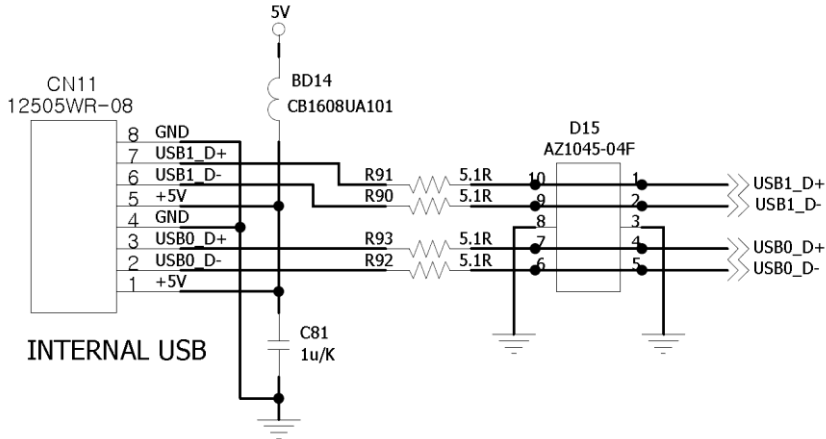 5V
BD14
CB1608UA101
CN11
12505WR-08
8 GND
7 USB1_D+
6 USB1_D-
5 +5V
4 GND
3 USB0_D+
2 USB0_D-
1 +5V
R91 5.1R
R90 5.1R
R93 5.1R
R92 5.1R
D15
AZ1045-04F
10 1 USB1_D+
9 2 USB1_D-
8 3
7 4 USB0_D+
6 5 USB0_D-
C81
1u/K
INTERNAL USB